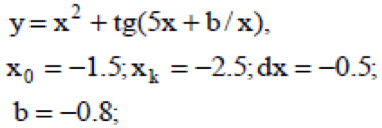 y = x² + tg(5x + b/x),
x₀ = −1.5; xₖ = −2.5; dx = −0.5;
b = −0.8;